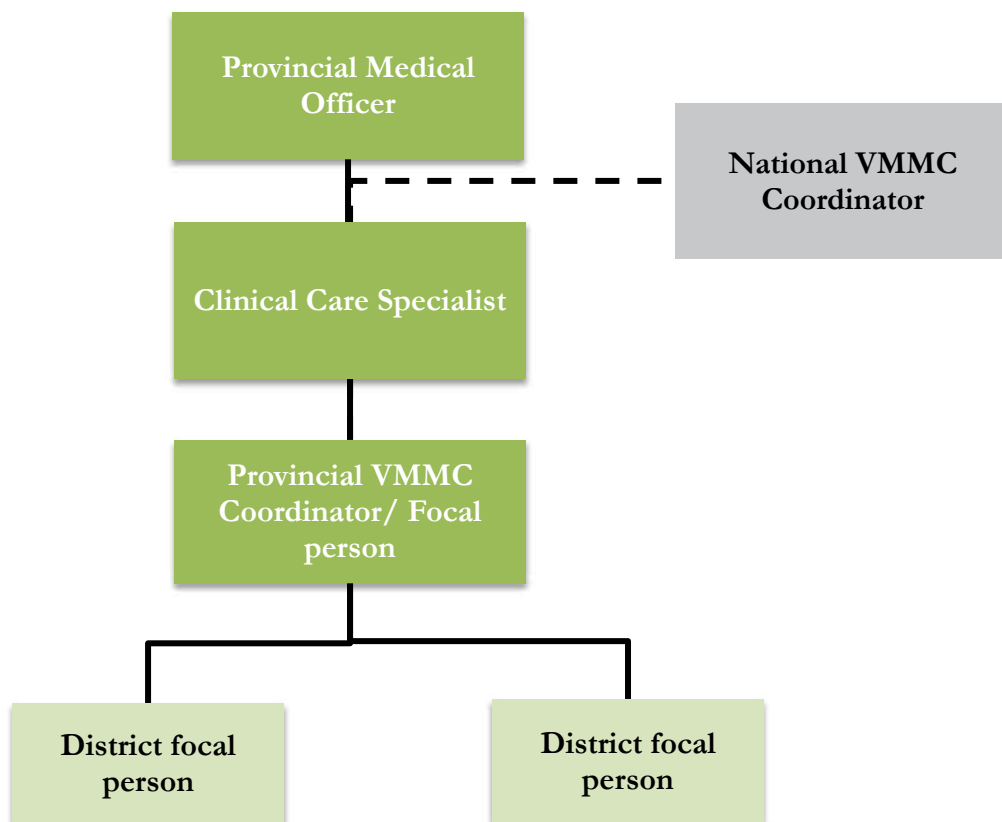 Provincial Medical
Officer
National VMMC
Coordinator
Clinical Care Specialist
Provincial VMMC
Coordinator/ Focal
person
District focal
person
District focal
person